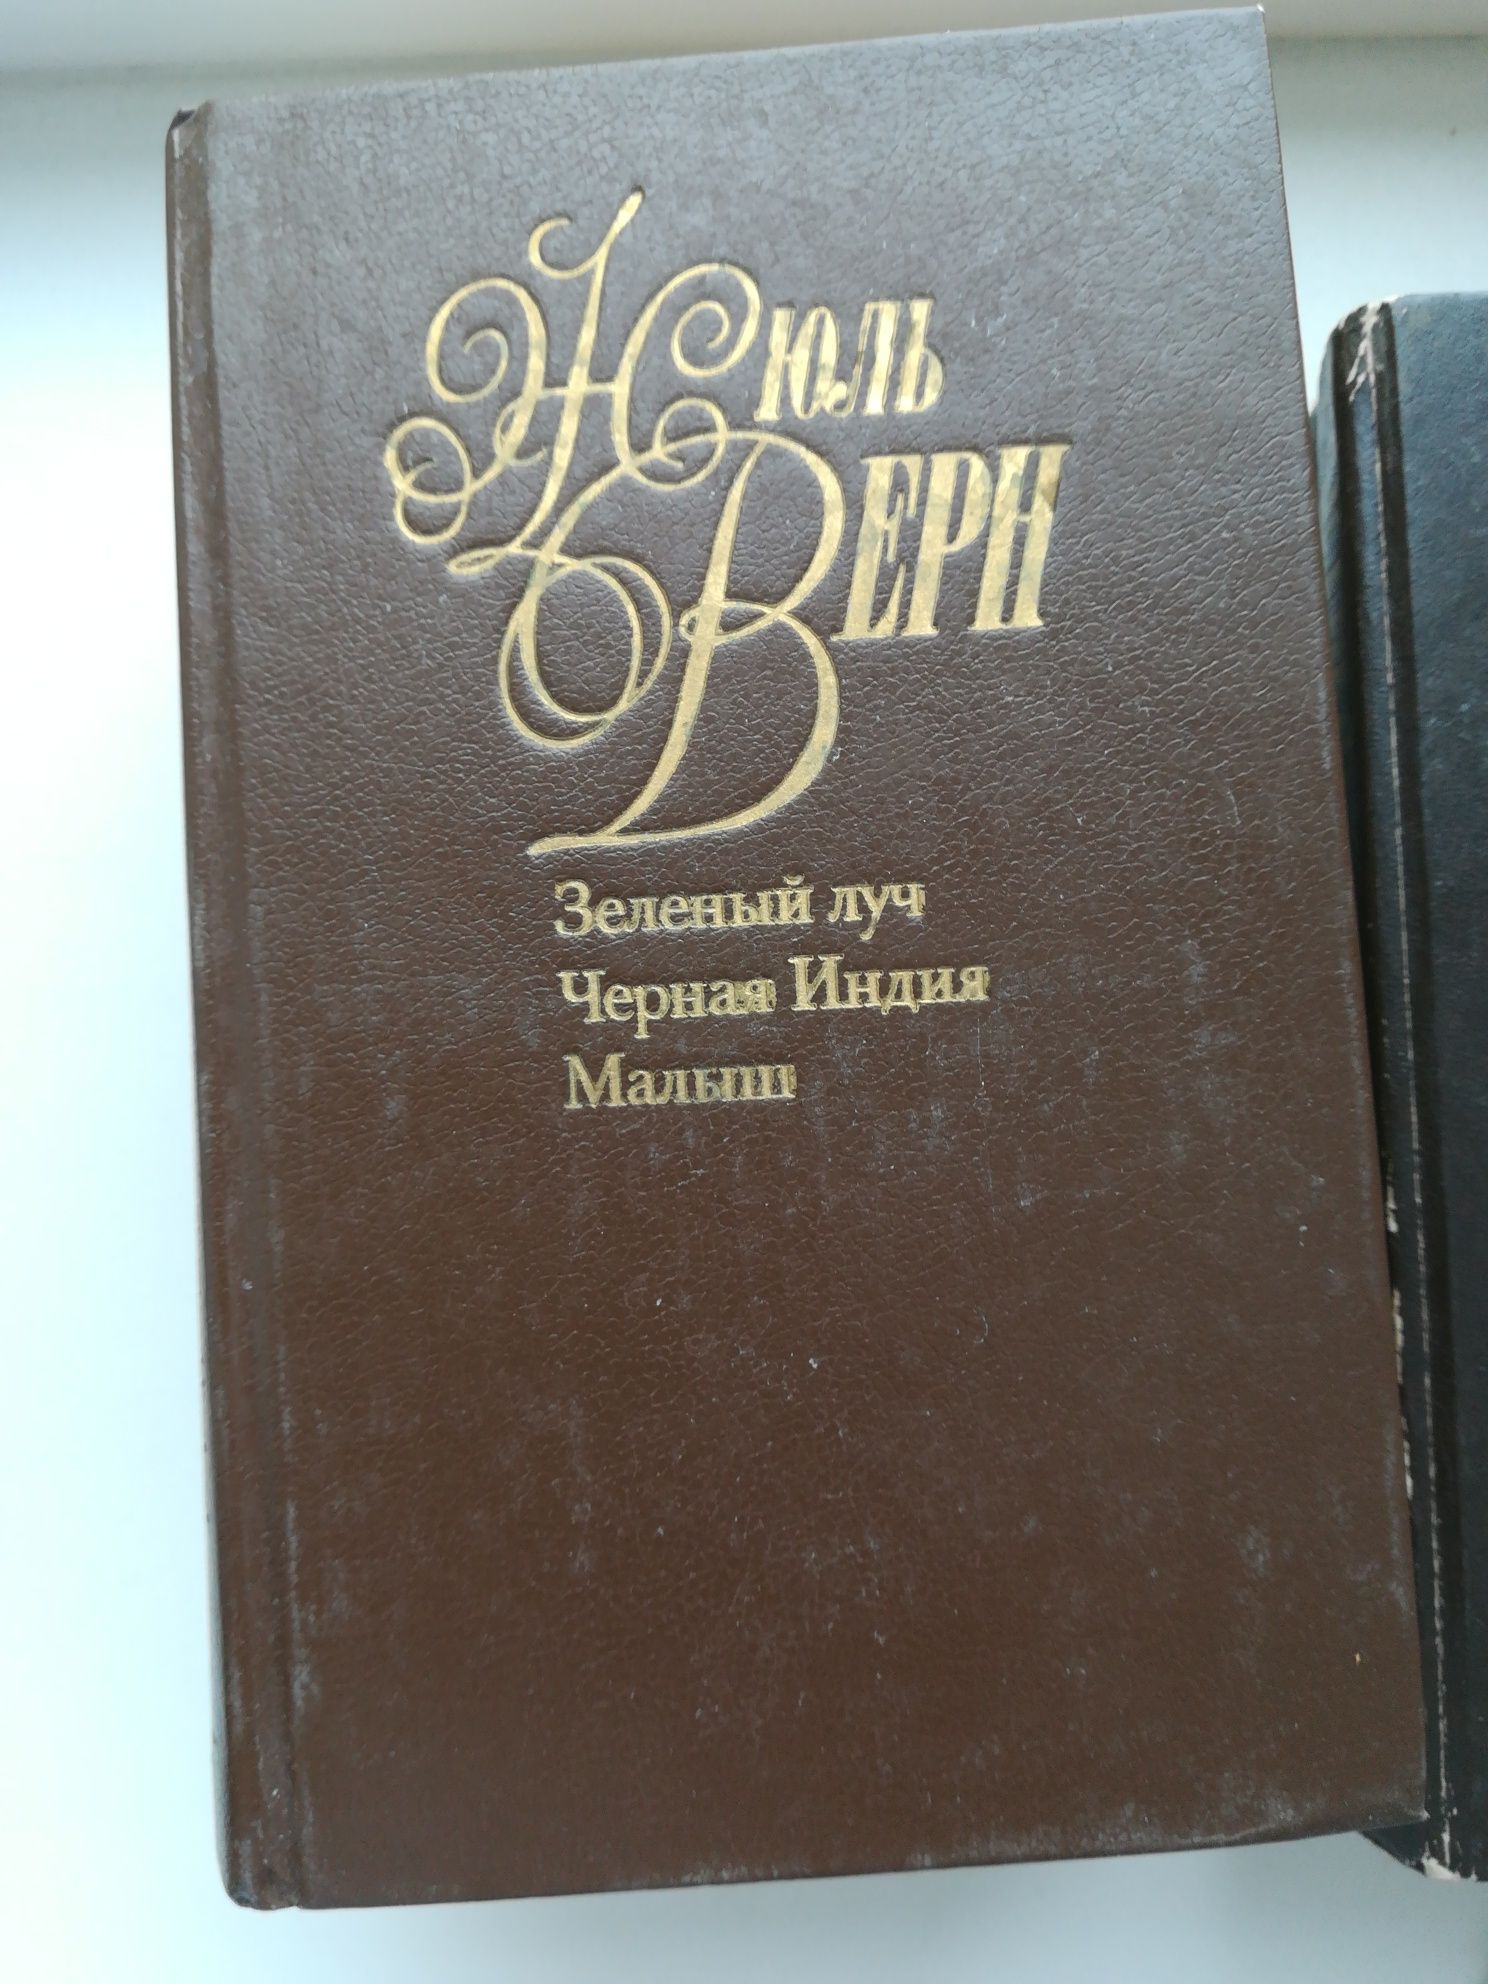 Жюль
Верн
Зеленый луч
Черная Индия
Малыш